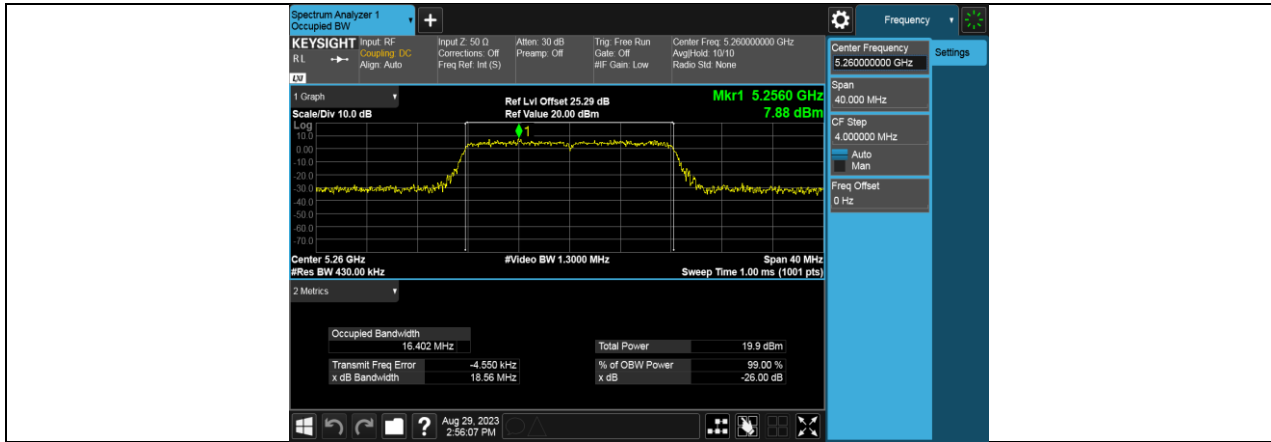 Spectrum Analyzer 1
Occupied BW
Frequency
KEYSIGHT
R L
LXI
Input: RF
Coupling: DC
Align: Auto
Input Z: 50 Ω
Corrections: Off
Freq Ref: Int (S)
Atten: 30 dB
Preamp: Off
Trig: Free Run
Gate: Off
#IF Gain: Low
Center Freq: 5.260000000 GHz
Avg|Hold: 10/10
Radio Std: None
1 Graph
Scale/Div 10.0 dB
Ref Lvl Offset 25.29 dB
Ref Value 20.00 dBm
Mkr1 5.2560 GHz
7.88 dBm
Log
10.0
0.00
-10.0
-20.0
-30.0
-40.0
-50.0
-60.0
-70.0
1
Center 5.26 GHz
#Res BW 430.00 kHz
#Video BW 1.3000 MHz
Span 40 MHz
Sweep Time 1.00 ms (1001 pts)
2 Metrics
Occupied Bandwidth
16.402 MHz
Transmit Freq Error -4.550 kHz
x dB Bandwidth 18.56 MHz
Total Power 19.9 dBm
% of OBW Power 99.00 %
x dB -26.00 dB
Aug 29, 2023
2:56:07 PM
Center Frequency
5.260000000 GHz
Settings
Span
40.000 MHz
CF Step
4.000000 MHz
Auto
Man
Freq Offset
0 Hz